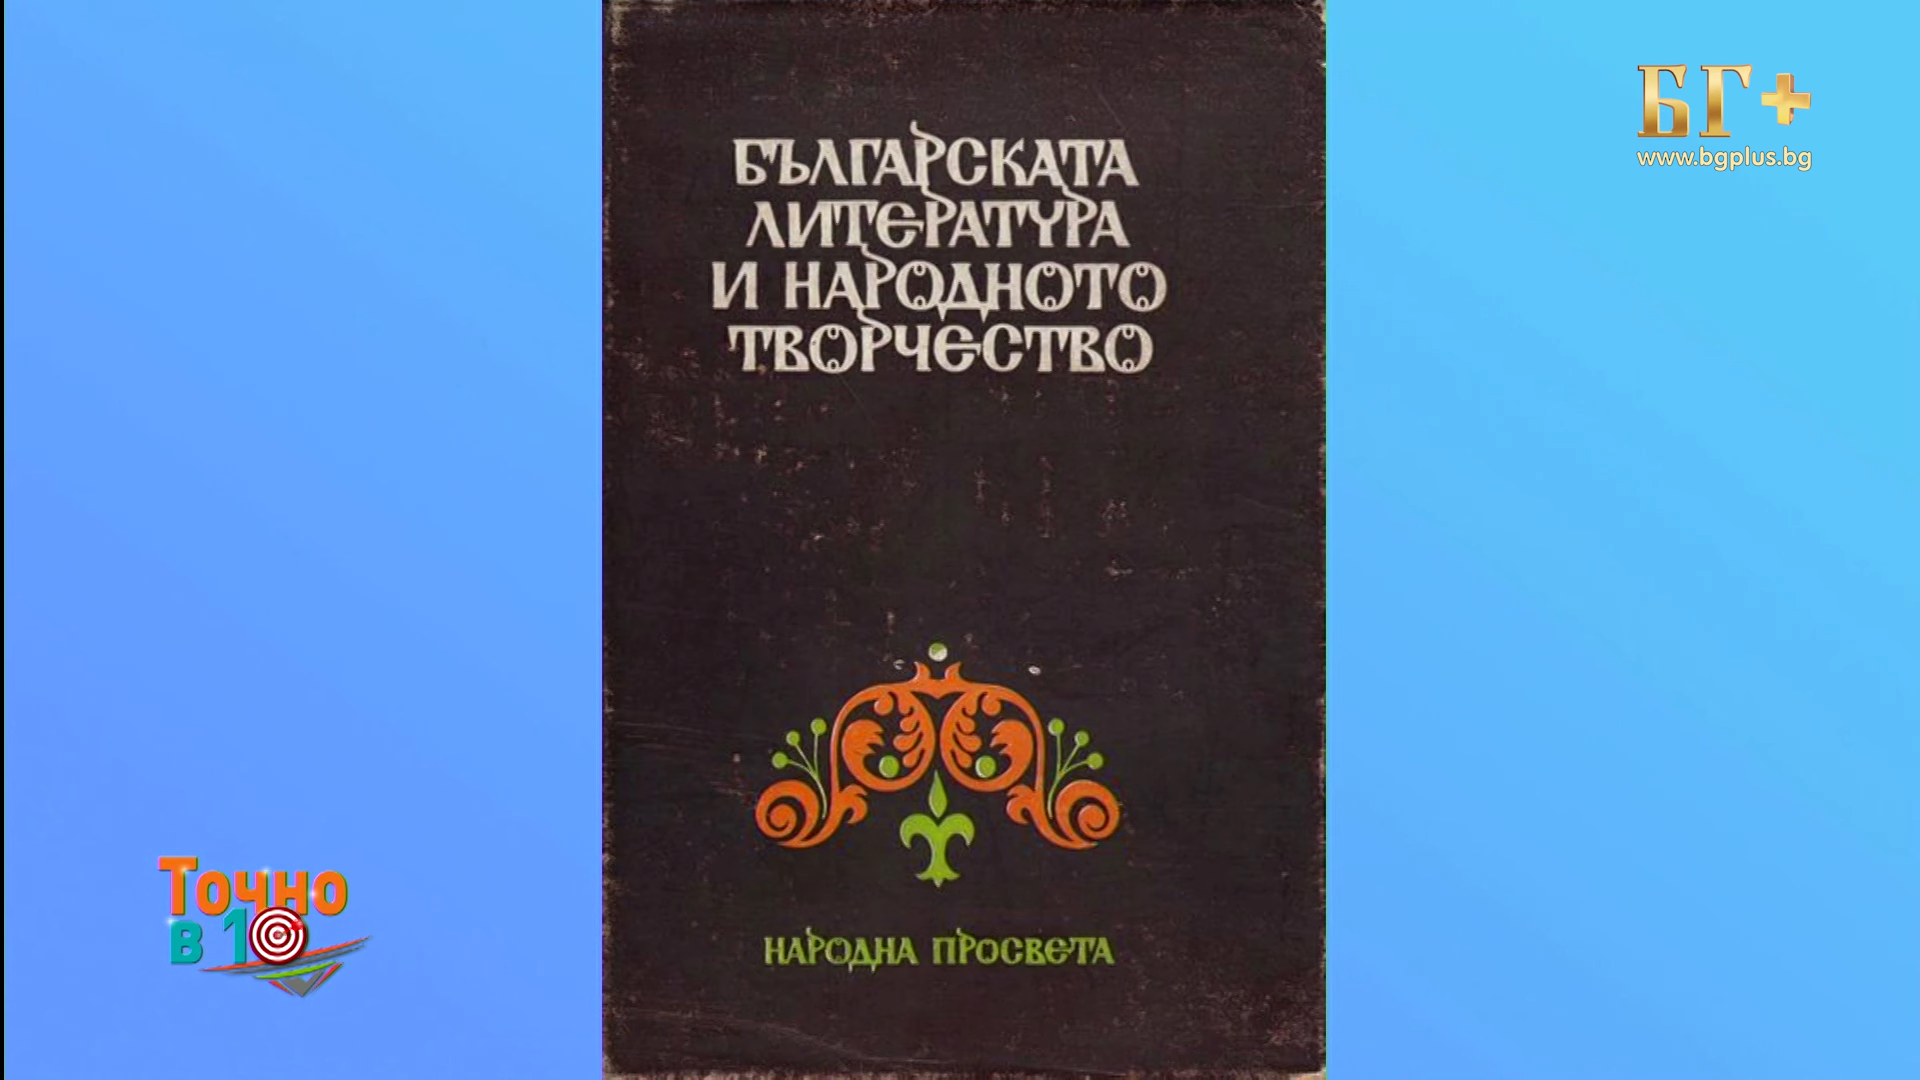 БЪЛГАРСКАТА
ЛИТЕРАТУРА
И НАРОДНОТО
ТВОРЧЕСТВО
НАРОДНА ПРОСВЕТА
БГ+
www.bgplus.bg
Точно
в 10